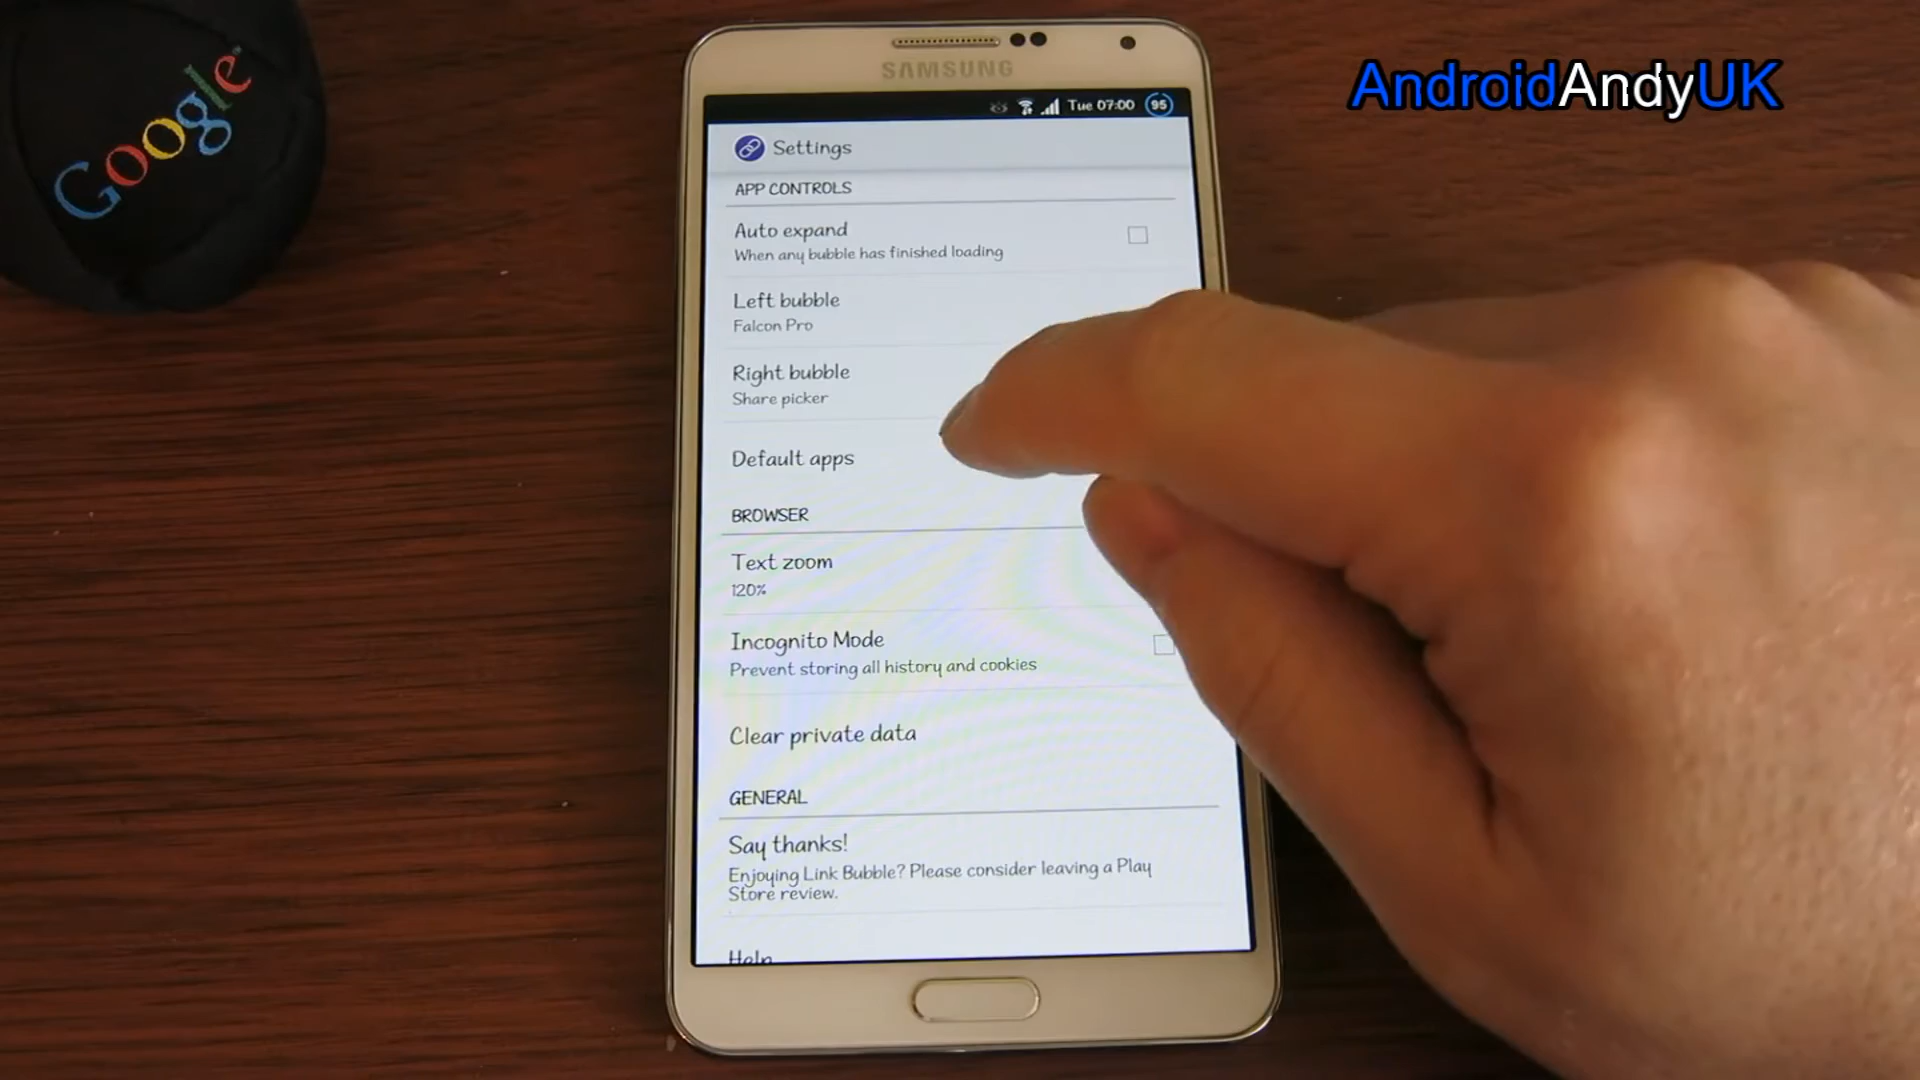 Google
AndroidAndyUK
SAMSUNG
Tue 07:00 95
Settings
APP CONTROLS
Auto expand
When any bubble has finished loading
Left bubble
Falcon Pro
Right bubble
Share picker
Default apps
BROWSER
Text zoom
120%
Incognito Mode
Prevent storing all history and cookies
Clear private data
GENERAL
Say thanks!
Enjoying Link Bubble? Please consider leaving a Play
Store review.
Help